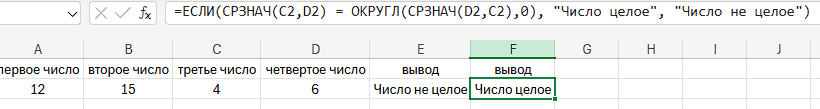 =ЕСЛИ(СРЗНАЧ(C2,D2) = ОКРУГЛ(СРЗНАЧ(D2,C2),0), "Число целое", "Число не целое")
A B C D E F G H I J
первое число второе число третье число четвертое число вывод вывод
12 15 4 6 Число не целое Число целое